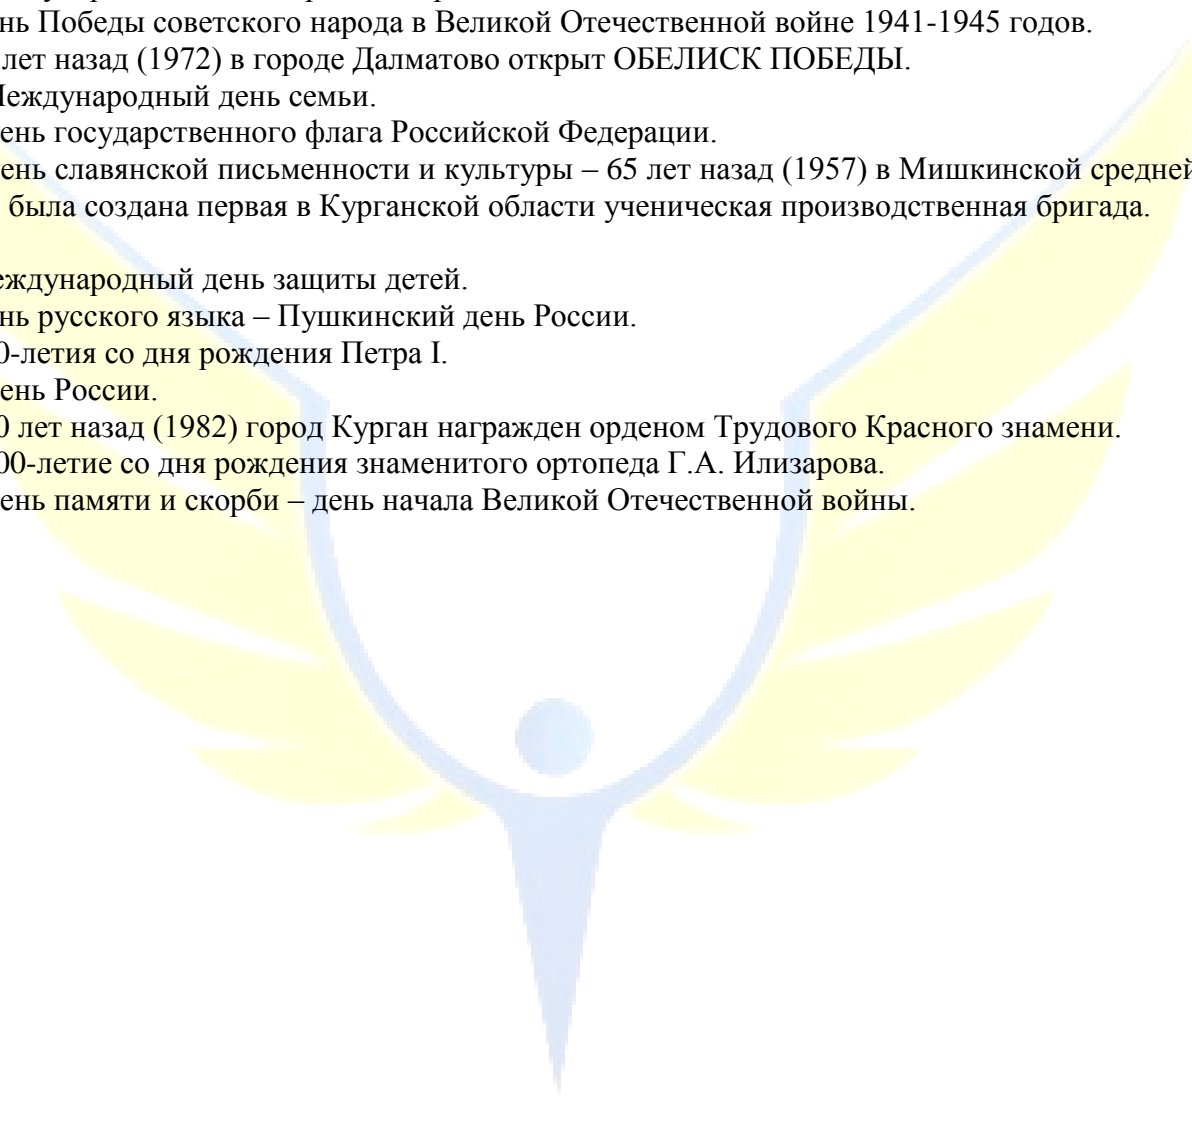 нь Победы советского народа в Великой Отечественной войне 1941-1945 годов.
лет назад (1972) в городе Далматово открыт ОБЕЛИСК ПОБЕДЫ.
Международный день семьи.
ень государственного флага Российской Федерации.
ень славянской письменности и культуры – 65 лет назад (1957) в Мишкинской средней
была создана первая в Курганской области ученическая производственная бригада.
еждународный день защиты детей.
нь русского языка – Пушкинский день России.
0-летия со дня рождения Петра I.
ень России.
0 лет назад (1982) город Курган награжден орденом Трудового Красного знамени.
00-летие со дня рождения знаменитого ортопеда Г.А. Илизарова.
ень памяти и скорби – день начала Великой Отечественной войны.